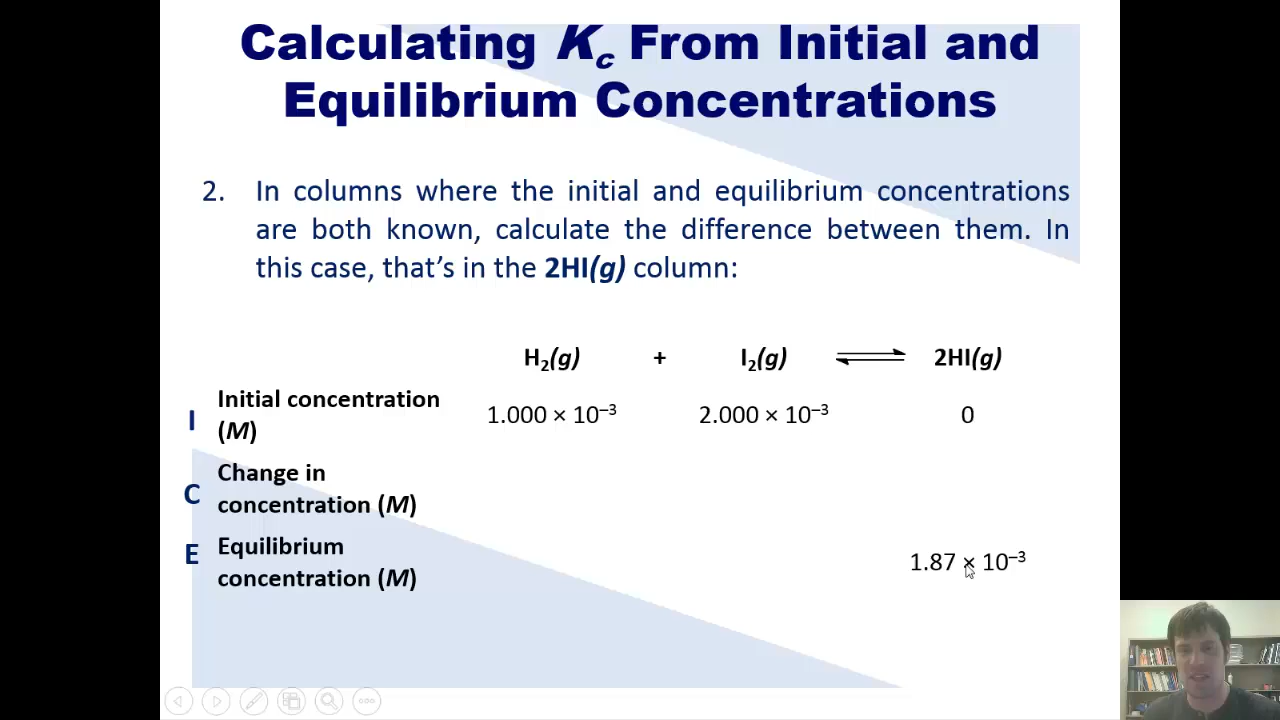 Calculating Kc From Initial and
Equilibrium Concentrations
2. In columns where the initial and equilibrium concentrations
are both known, calculate the difference between them. In
this case, that's in the 2HI(g) column:
H₂(g) + I₂(g) ⇌ 2HI(g)
I Initial concentration (M) 1.000 × 10⁻³ 2.000 × 10⁻³ 0
C Change in concentration (M)
E Equilibrium concentration (M) 1.87 × 10⁻³